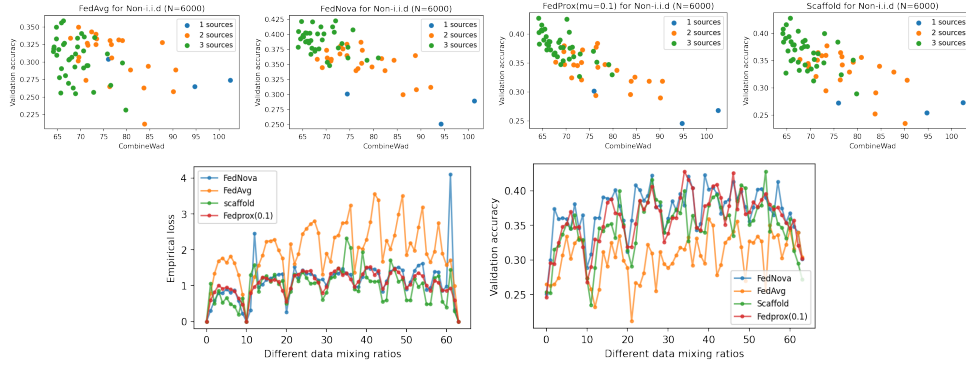 FedAvg for Non-i.i.d (N=6000)
Validation accuracy
0.350
0.325
0.300
0.275
0.250
0.225
65 70 75 80 85 90 95 100
CombineWad
1 sources
2 sources
3 sources
FedNova for Non-i.i.d (N=6000)
Validation accuracy
0.425
0.400
0.375
0.350
0.325
0.300
0.275
0.250
65 70 75 80 85 90 95 100
CombineWad
1 sources
2 sources
3 sources
FedProx(mu=0.1) for Non-i.i.d (N=6000)
Validation accuracy
0.40
0.35
0.30
0.25
65 70 75 80 85 90 95 100
CombineWad
1 sources
2 sources
3 sources
Scaffold for Non-i.i.d (N=6000)
Validation accuracy
0.40
0.35
0.30
0.25
65 70 75 80 85 90 95 100
CombineWad
1 sources
2 sources
3 sources
Empirical loss
4
3
2
1
0
0 10 20 30 40 50 60
Different data mixing ratios
FedNova
FedAvg
scaffold
Fedprox(0.1)
Validation accuracy
0.40
0.35
0.30
0.25
0 10 20 30 40 50 60
Different data mixing ratios
FedNova
FedAvg
Scaffold
Fedprox(0.1)